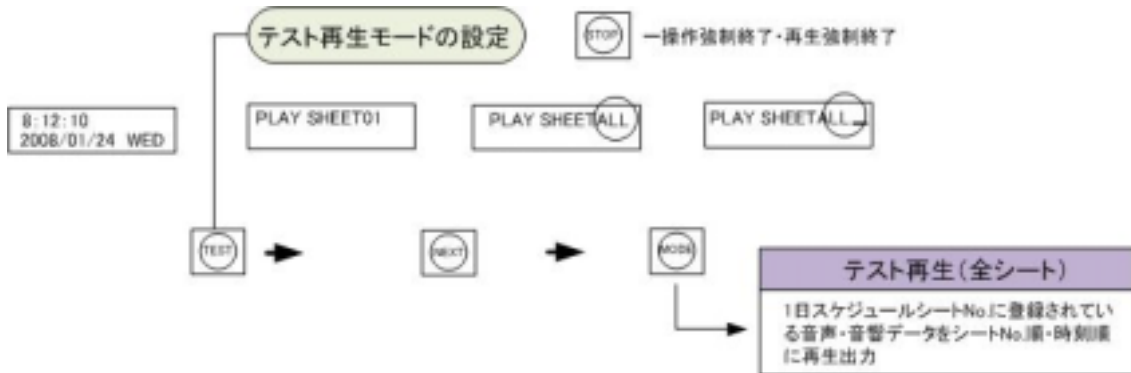 テスト再生モードの設定
STOP
ー操作強制終了・再生強制終了
8:12:10
2008/01/24 WED
PLAY SHEET01
PLAY SHEETALL
PLAY SHEETALL_
TEST
NEXT
MODE
テスト再生(全シート)
1日スケジュールシートNo.に登録されてい
る音声・音響データをシートNo.順・時刻順
に再生出力